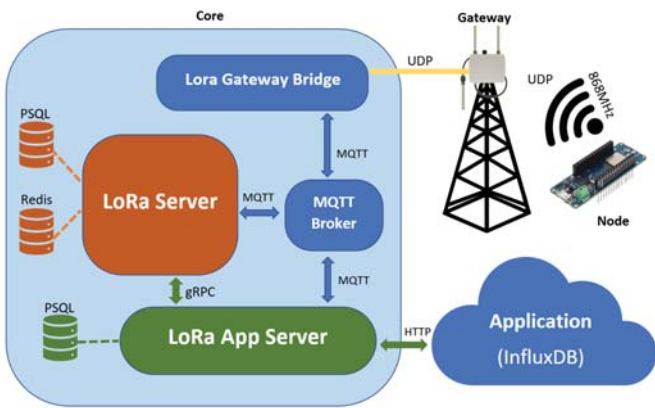 Core
Gateway
Lora Gateway Bridge
UDP
UDP
868MHz
PSQL
MQTT
LoRa Server
Redis
MQTT
MQTT
Broker
Node
gRPC
MQTT
PSQL
LoRa App Server
HTTP
Application
(InfluxDB)